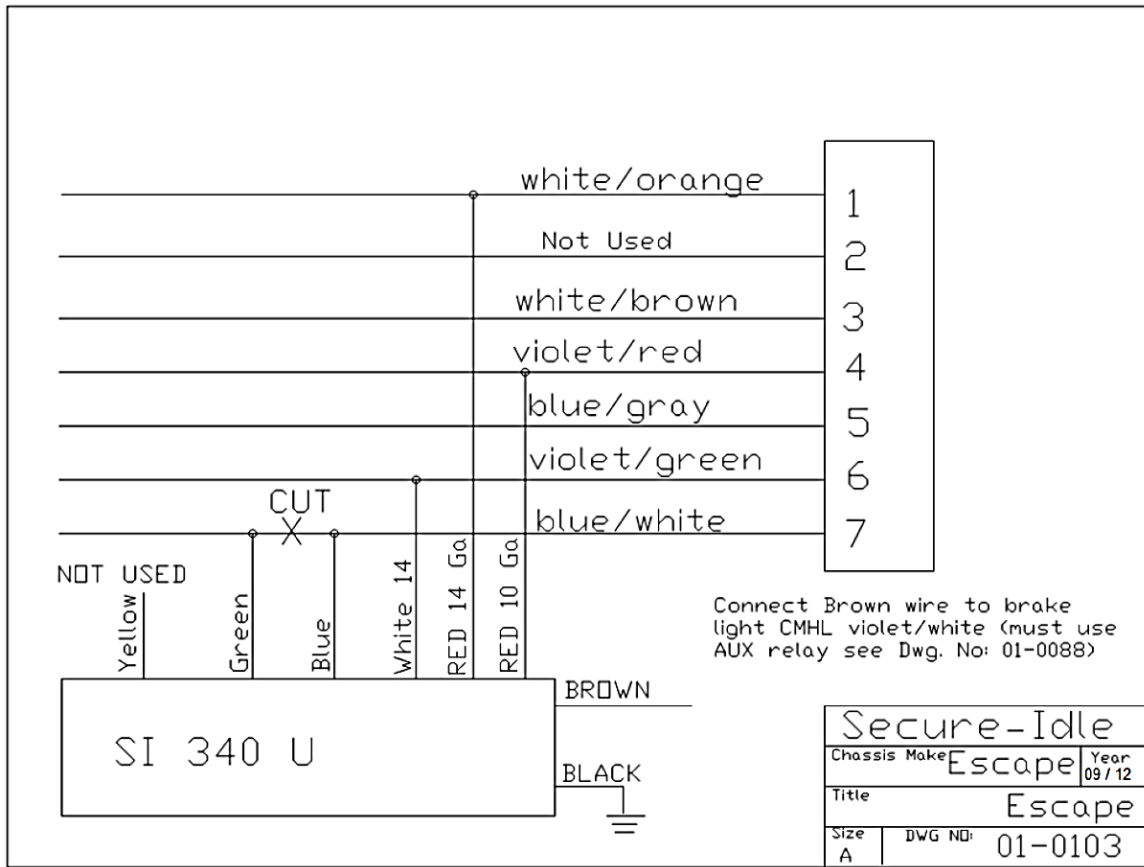 white/orange
1
Not Used
2
white/brown
3
violet/red
4
blue/gray
5
violet/green
6
CUT
X
blue/white
7
NOT USED
Yellow
Green
Blue
White 14
RED 14 Ga
RED 10 Ga
Connect Brown wire to brake
light CMHL violet/white (must use
AUX relay see Dwg. No: 01-0088)
BROWN
SI 340 U
BLACK
Secure-Idle
Chassis Make Escape Year 09/12
Title Escape
Size A DWG NO: 01-0103